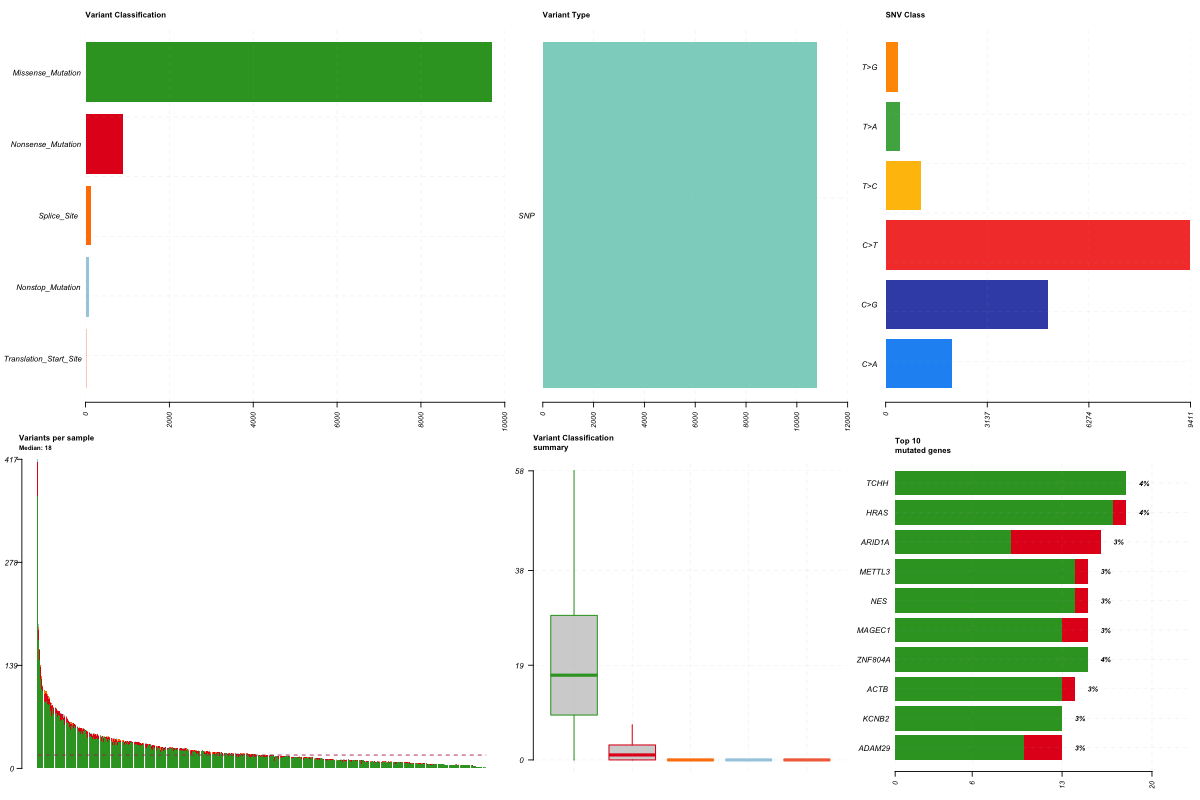 Variant Classification
Missense_Mutation
Nonsense_Mutation
Splice_Site
Nonstop_Mutation
Translation_Start_Site
0
2000
4000
6000
8000
10000
Variant Type
SNP
0
2000
4000
6000
8000
10000
12000
SNV Class
T>G
T>A
T>C
C>T
C>G
C>A
0
3137
6274
9411
Variants per sample
Median: 18
417
278
139
0
Variant Classification
summary
58
38
19
0
Top 10
mutated genes
TCHH 4%
HRAS 4%
ARID1A 3%
METTL3 3%
NES 3%
MAGEC1 3%
ZNF804A 4%
ACTB 3%
KCNB2 3%
ADAM29 3%
0
6
13
20